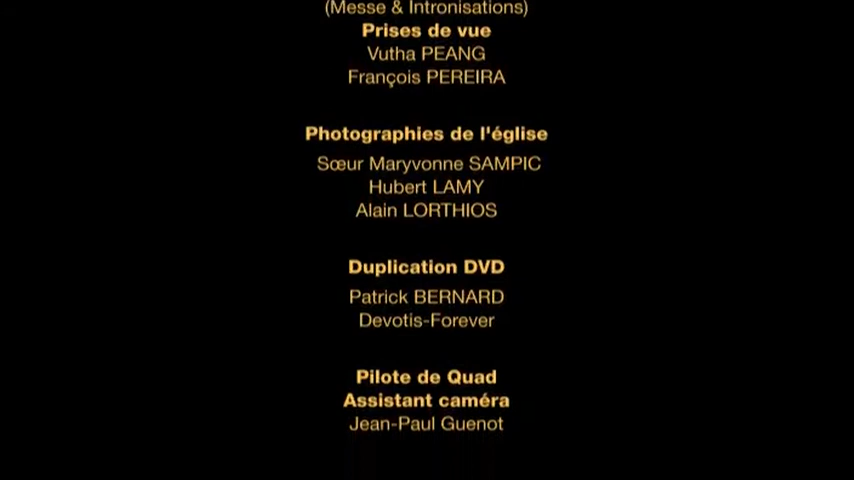 (Messe & Intronisations)
Prises de vue
Vutha PEANG
François PEREIRA
Photographies de l'église
Sœur Maryvonne SAMPIC
Hubert LAMY
Alain LORTHIOS
Duplication DVD
Patrick BERNARD
Devotis-Forever
Pilote de Quad
Assistant caméra
Jean-Paul Guenot